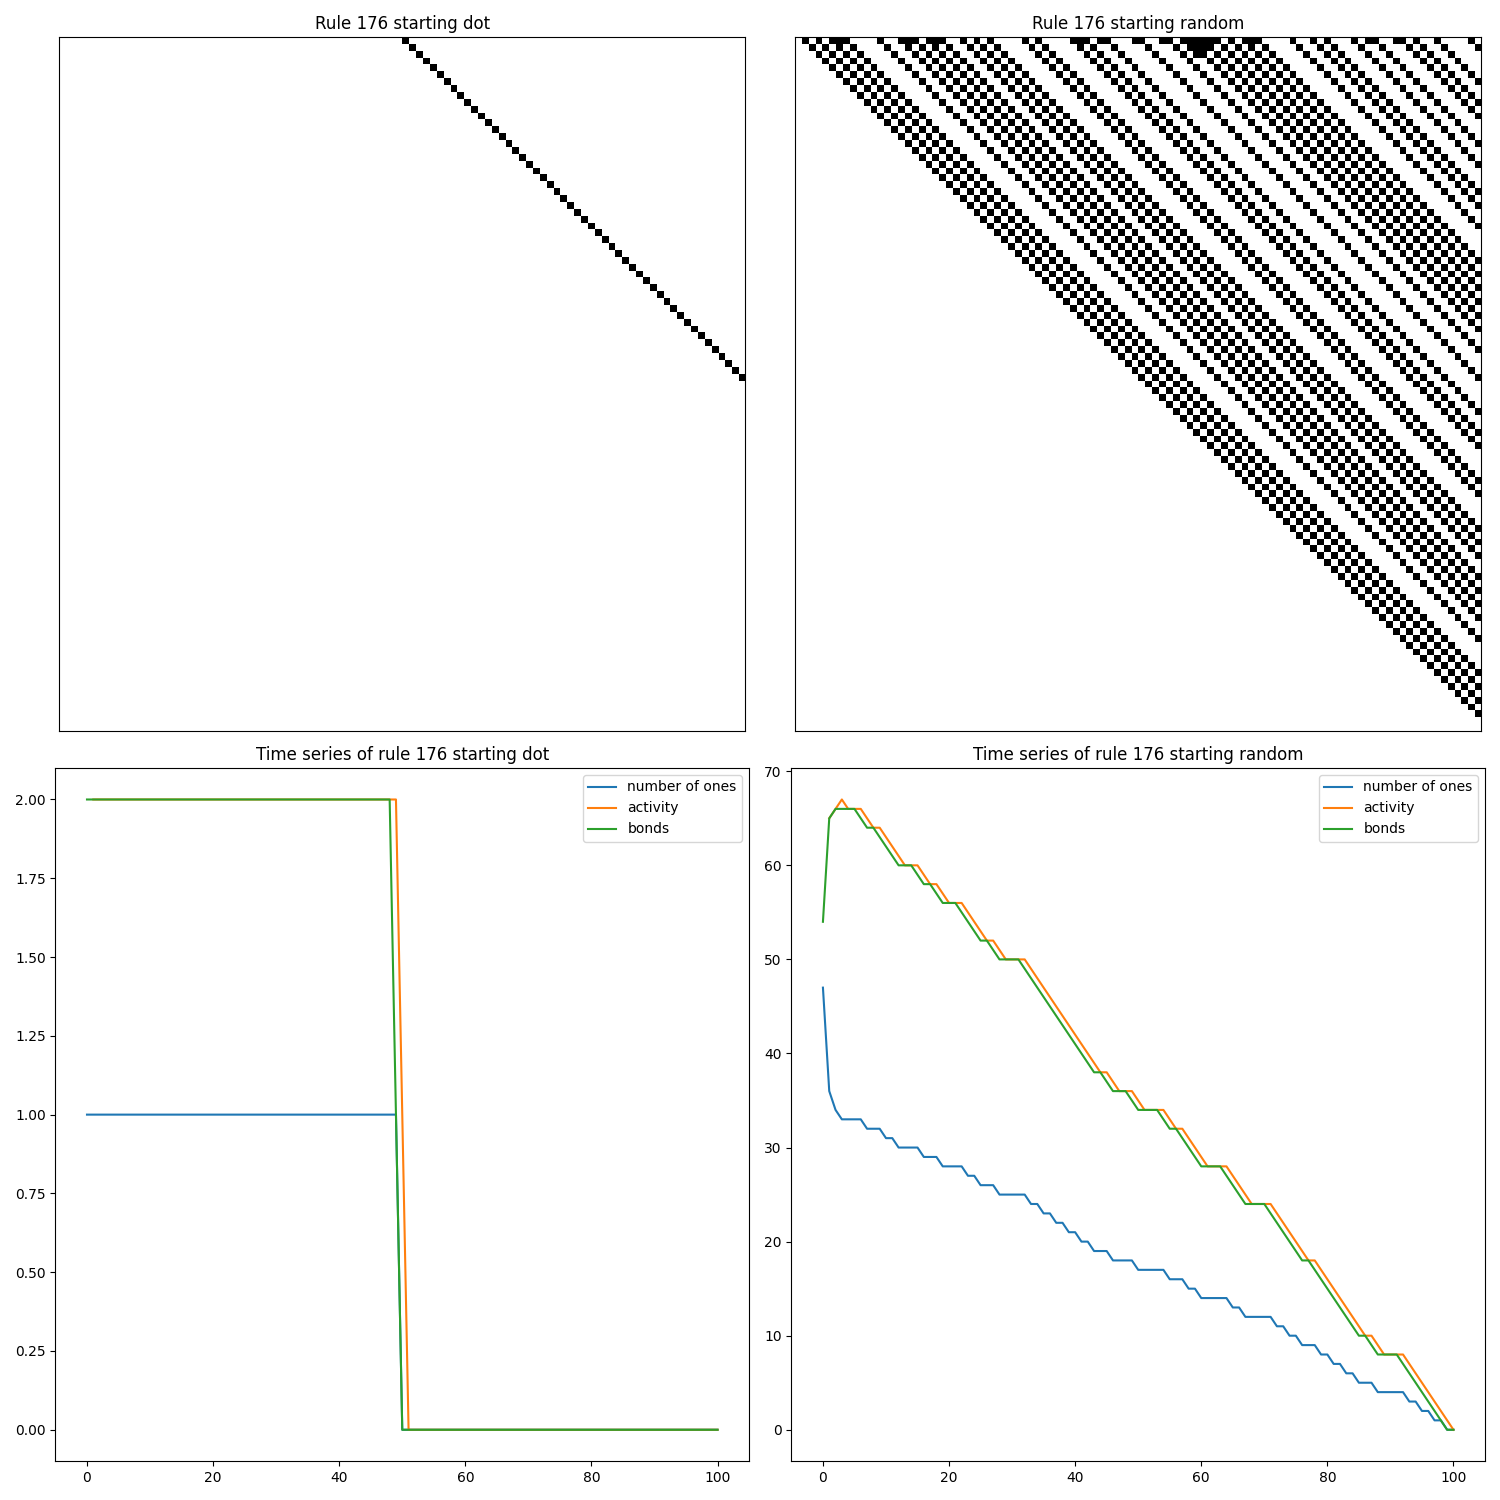 Rule 176 starting dot
Rule 176 starting random
Time series of rule 176 starting dot
2.00
1.75
1.50
1.25
1.00
0.75
0.50
0.25
0.00
0 20 40 60 80 100
number of ones
activity
bonds
Time series of rule 176 starting random
70
60
50
40
30
20
10
0
0 20 40 60 80 100
number of ones
activity
bonds